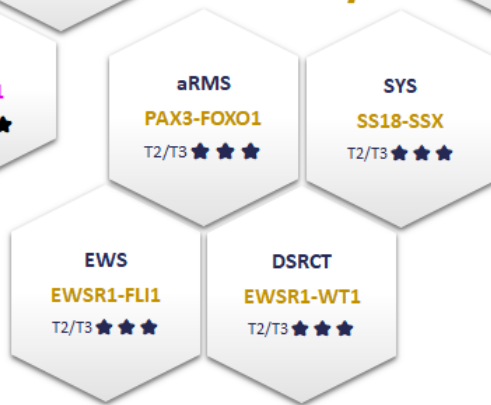 aRMS
PAX3-FOXO1
T2/T3
SYS
SS18-SSX
T2/T3
EWS
EWSR1-FLI1
T2/T3
DSRCT
EWSR1-WT1
T2/T3